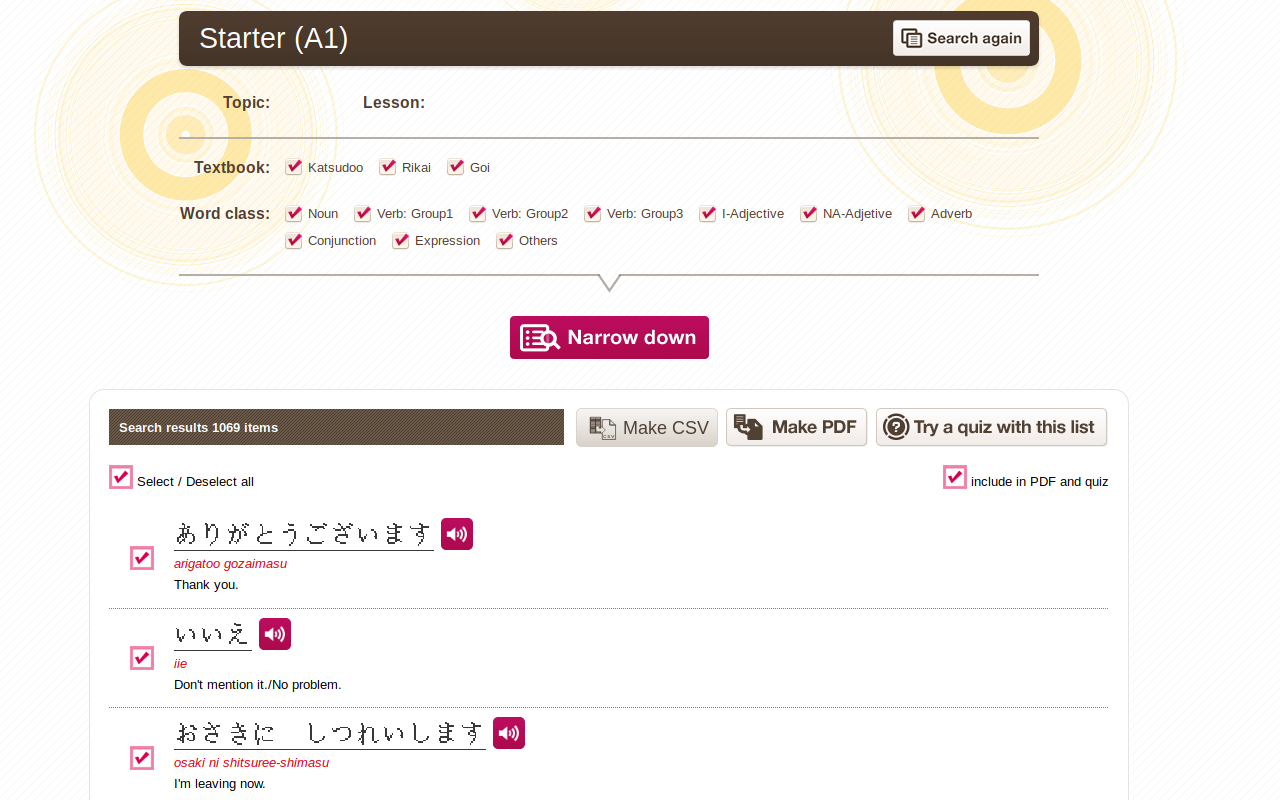 Starter (A1)
Search again
Topic: Lesson:
Textbook: Katsudoo Rikai Goi
Word class: Noun Verb: Group1 Verb: Group2 Verb: Group3 I-Adjective NA-Adjetive Adverb
Conjunction Expression Others
Narrow down
Search results 1069 items
CSV
Make CSV
Make PDF
Try a quiz with this list
Select / Deselect all
include in PDF and quiz
ありがとうございます
arigatoo gozaimasu
Thank you.
いいえ
iie
Don't mention it./No problem.
おさきに　しつれいします
osaki ni shitsuree-shimasu
I'm leaving now.